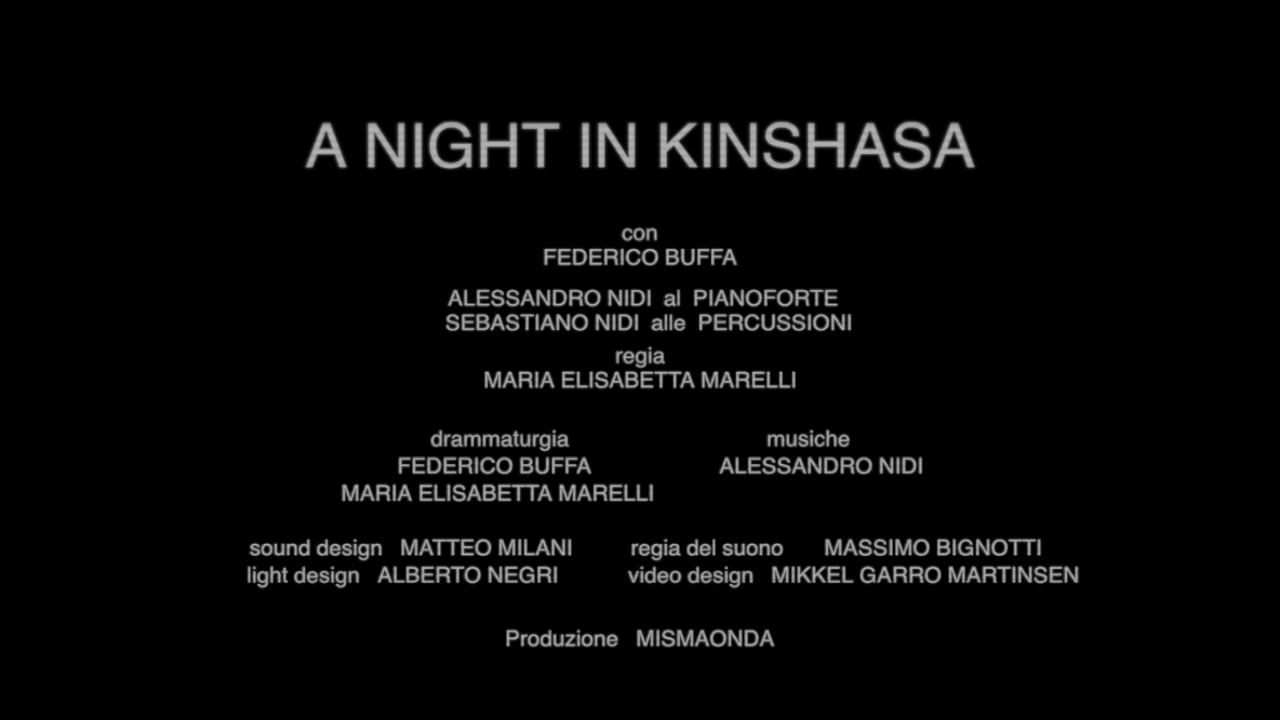 A NIGHT IN KINSHASA
con
FEDERICO BUFFA
ALESSANDRO NIDI al PIANOFORTE
SEBASTIANO NIDI alle PERCUSSIONI
regia
MARIA ELISABETTA MARELLI
drammaturgia musiche
FEDERICO BUFFA ALESSANDRO NIDI
MARIA ELISABETTA MARELLI
sound design MATTEO MILANI regia del suono MASSIMO BIGNOTTI
light design ALBERTO NEGRI video design MIKKEL GARRO MARTINSEN
Produzione MISMAONDA